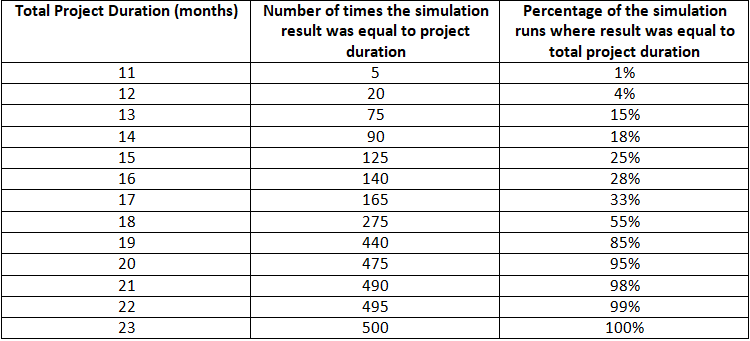 Total Project Duration (months) Number of times the simulation Percentage of the simulation
result was equal to project runs where result was equal to
duration total project duration
11 5 1%
12 20 4%
13 75 15%
14 90 18%
15 125 25%
16 140 28%
17 165 33%
18 275 55%
19 440 85%
20 475 95%
21 490 98%
22 495 99%
23 500 100%